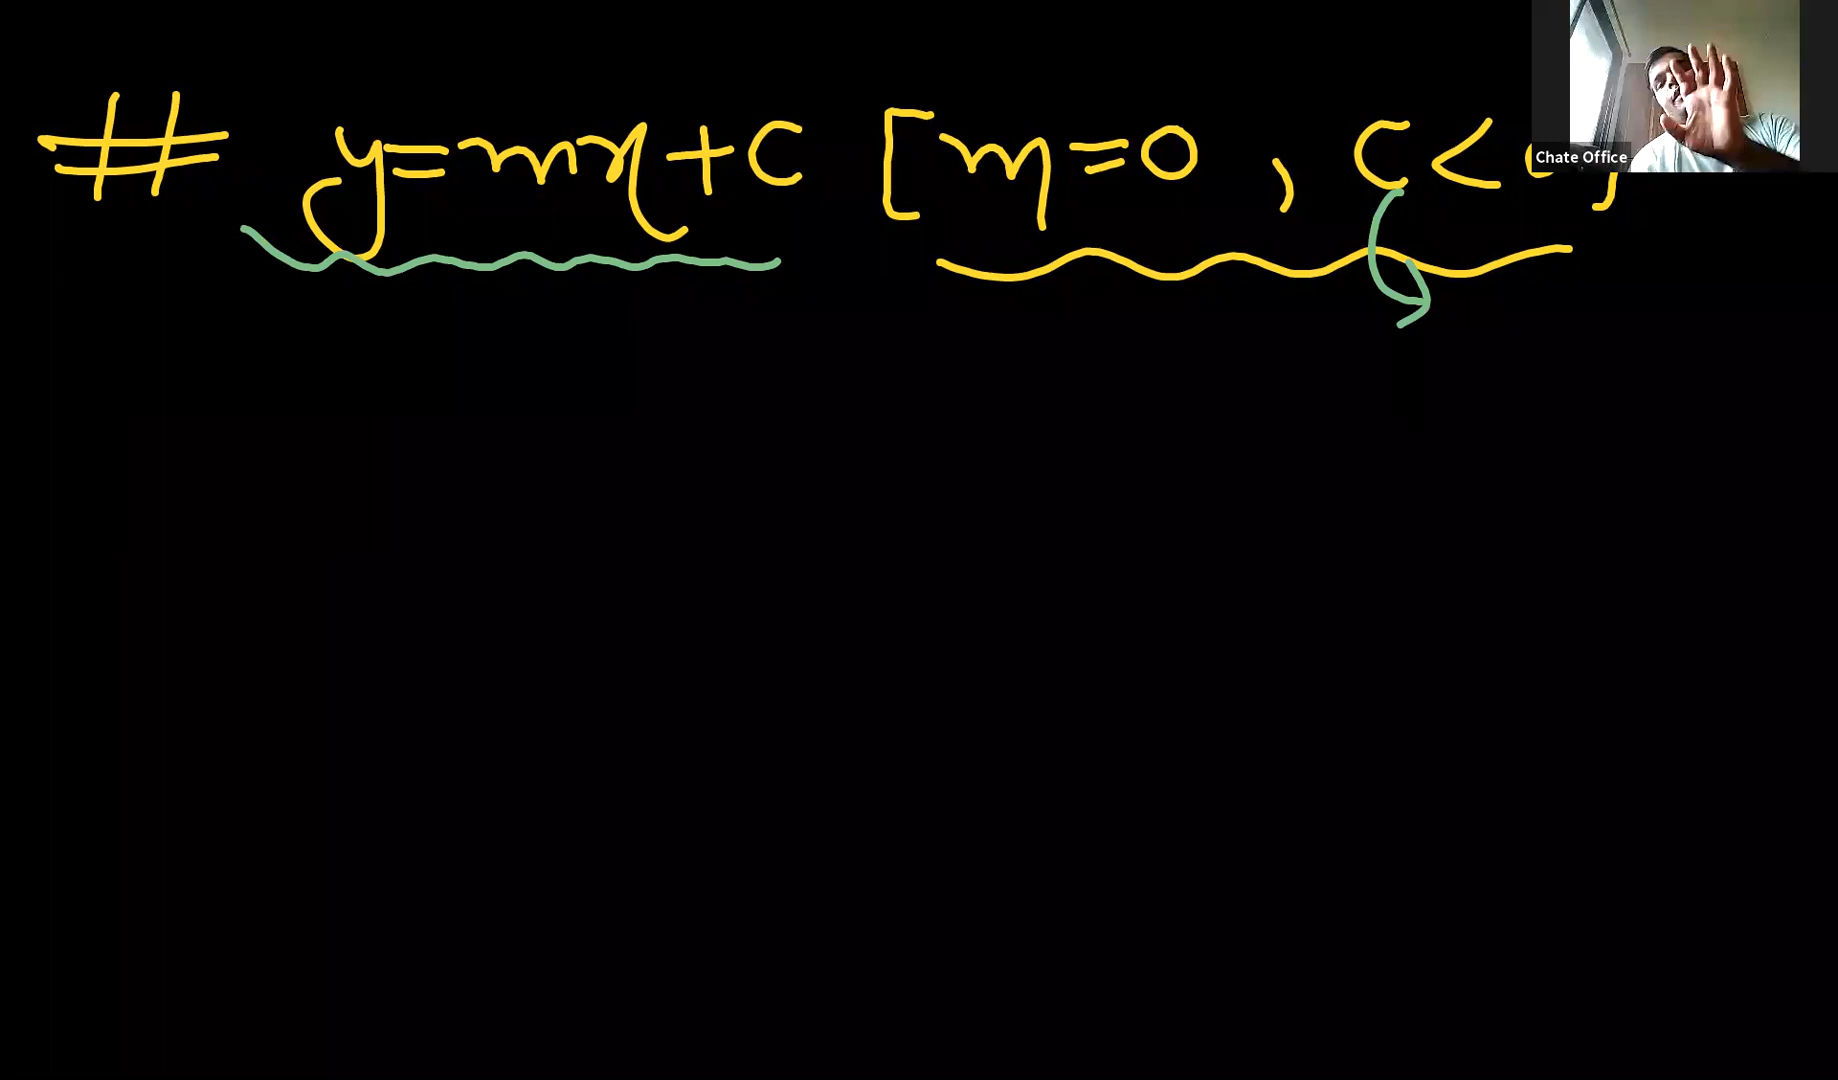 # y=mx+c [m=0 , c<
Chate Office